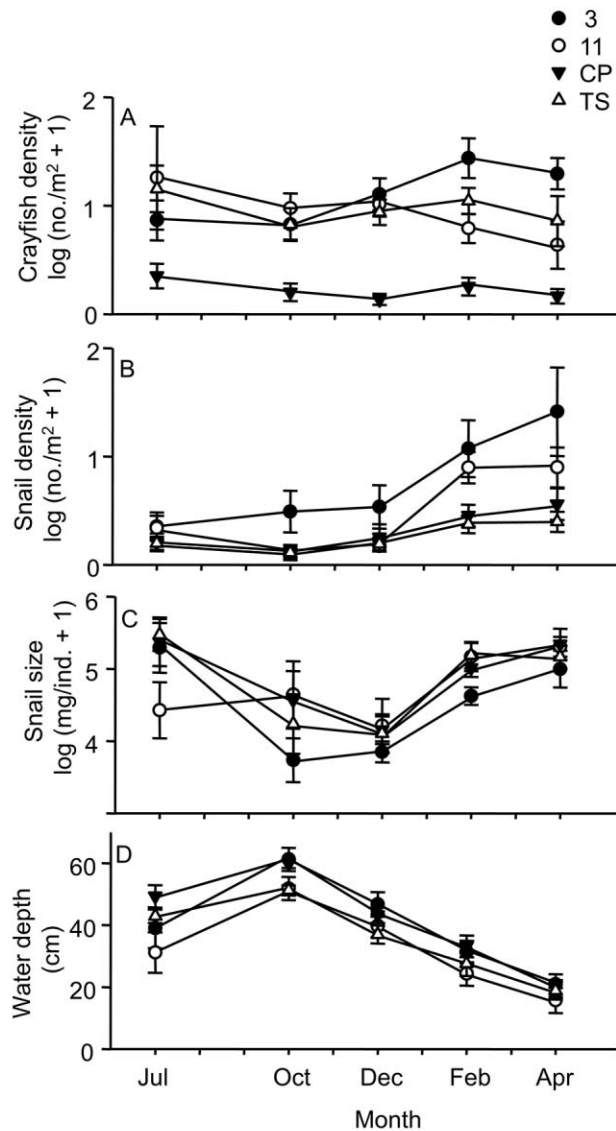 3
11
CP
TS
A
Crayfish density
log (no./m² + 1)
2
1
0
B
Snail density
log (no./m² + 1)
2
1
0
C
Snail size
log (mg/ind. + 1)
6
5
4
D
Water depth
(cm)
60
40
20
0
Jul Oct Dec Feb Apr
Month